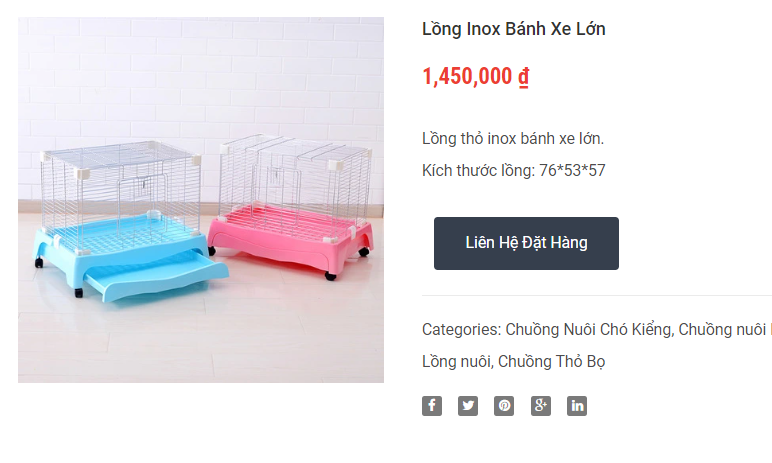 Lồng Inox Bánh Xe Lớn
1,450,000 ₫
Lồng thỏ inox bánh xe lớn.
Kích thước lồng: 76*53*57
Liên Hệ Đặt Hàng
Categories: Chuồng Nuôi Chó Kiểng, Chuồng nuôi
Lồng nuôi, Chuồng Thỏ Bọ